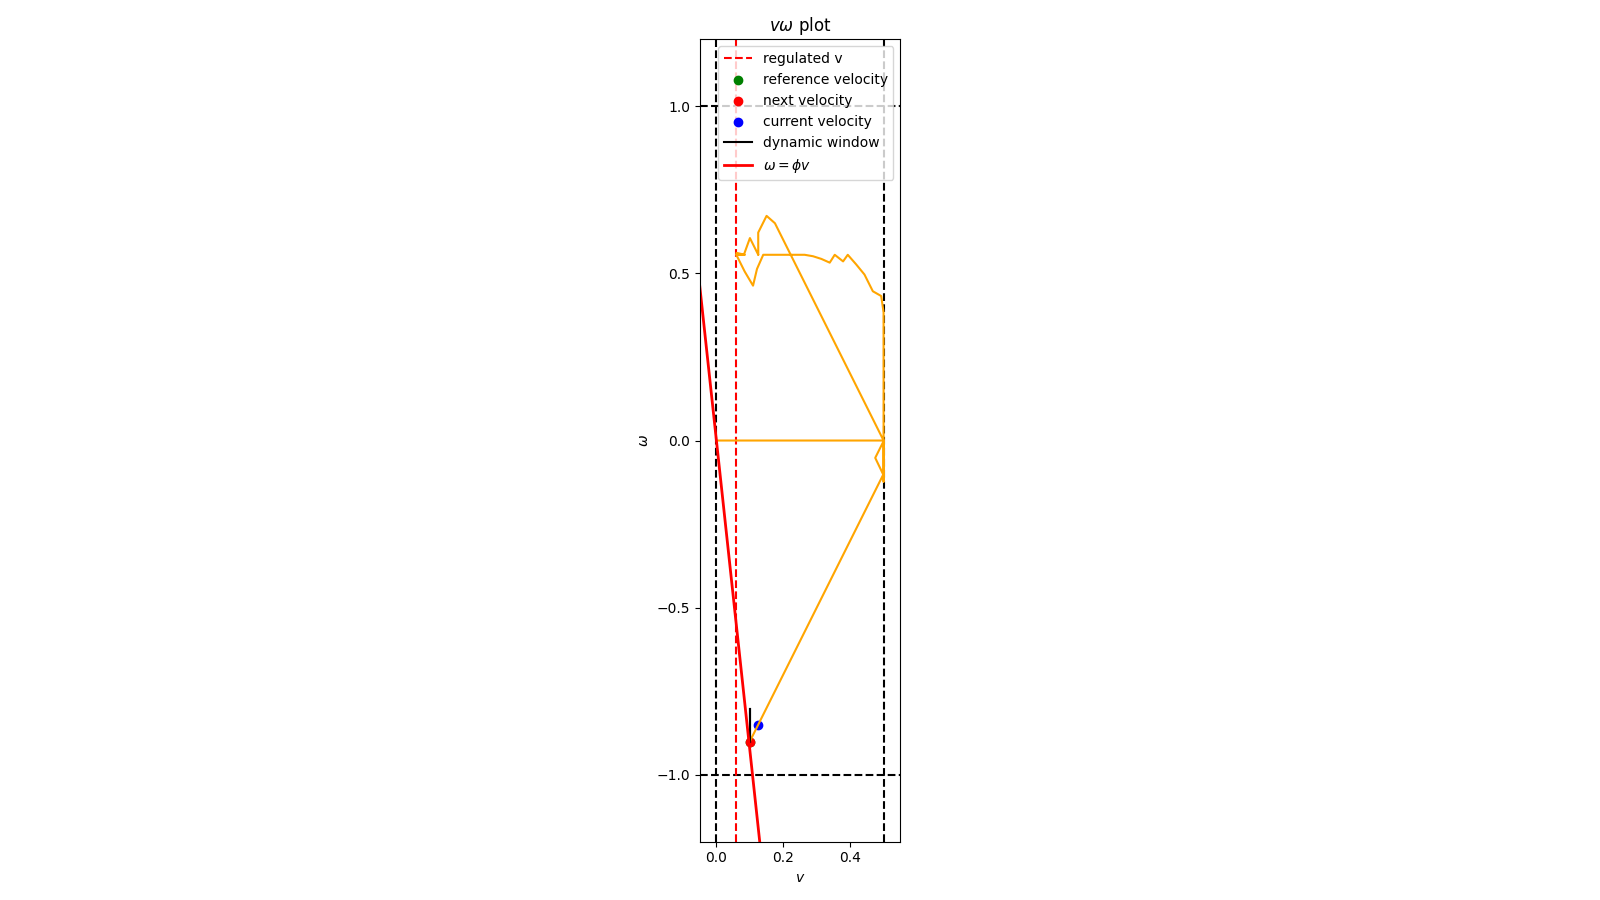 vω plot
regulated v
reference velocity
next velocity
current velocity
dynamic window
ω = ϕv
1.0
0.5
0.0
−0.5
−1.0
ω
0.0 0.2 0.4
v